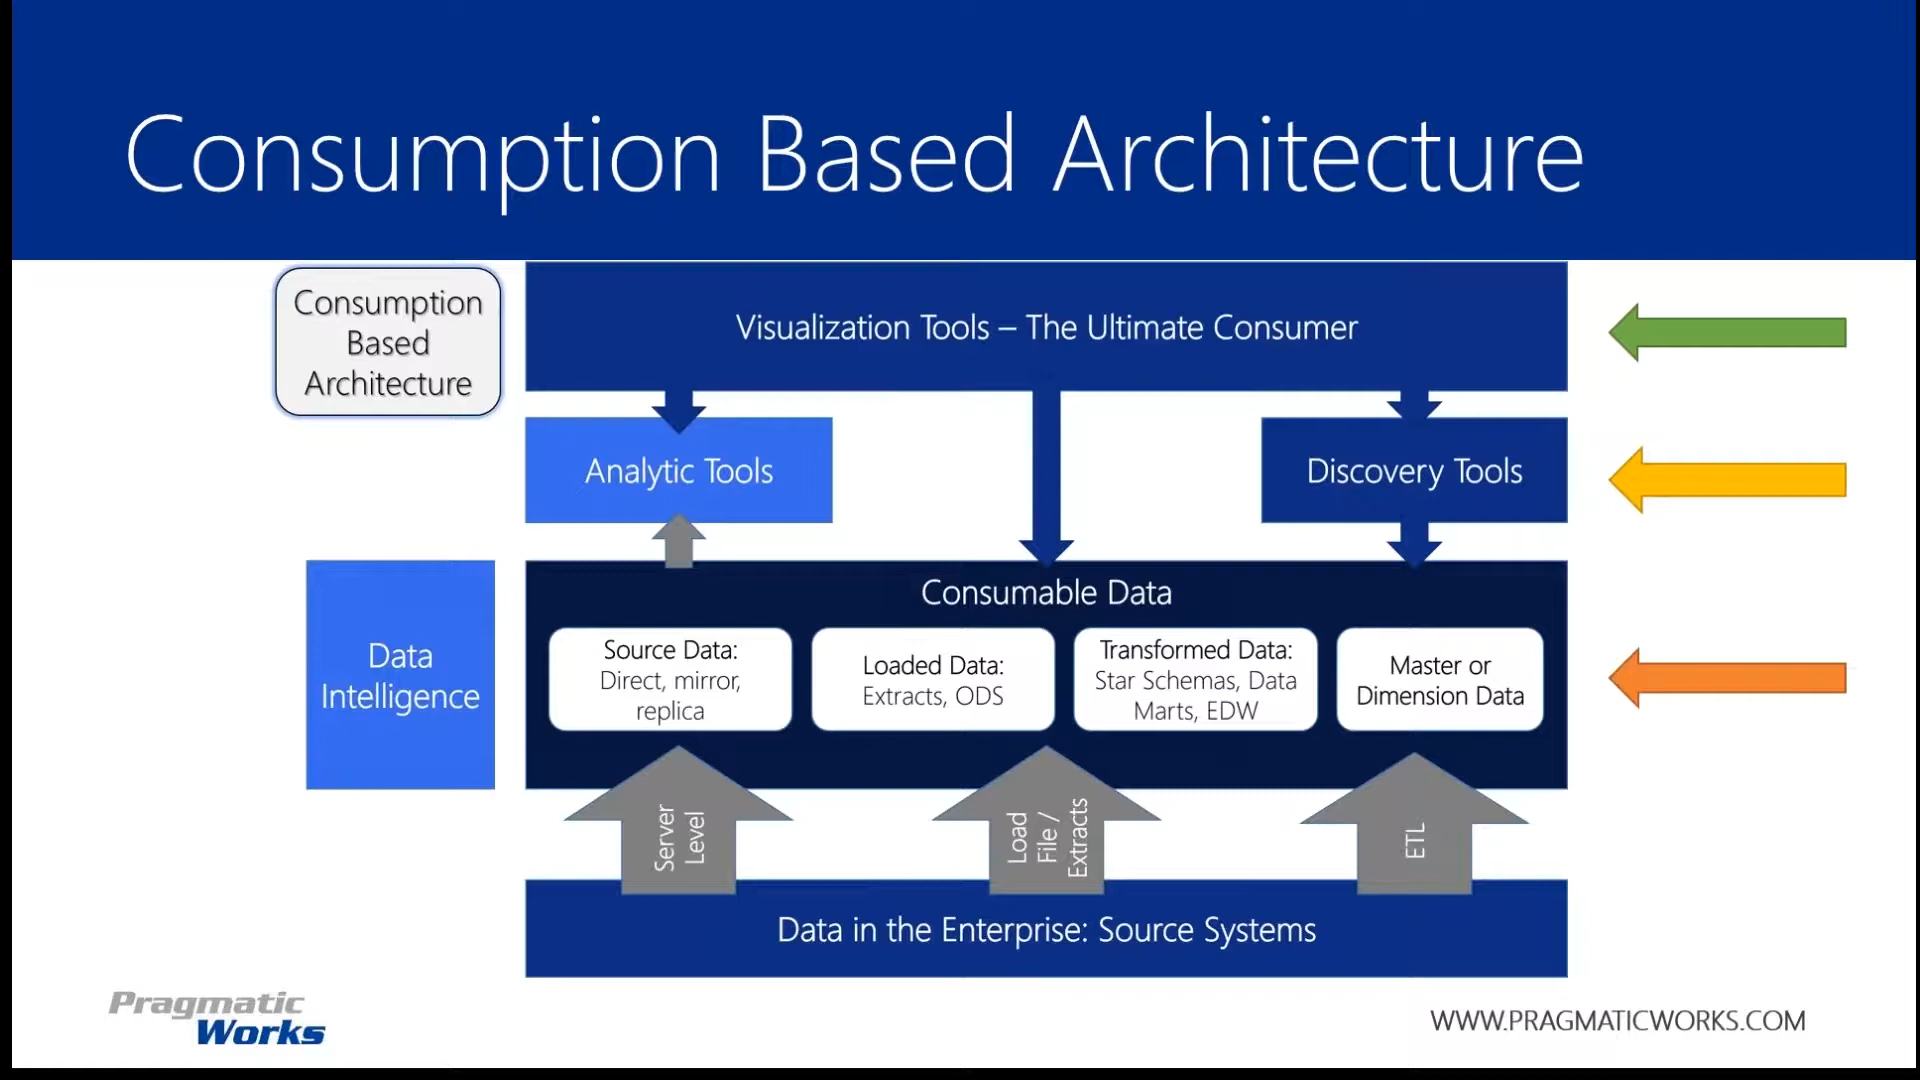 Consumption Based Architecture
Consumption
Based
Architecture
Visualization Tools – The Ultimate Consumer
Analytic Tools
Discovery Tools
Data
Intelligence
Consumable Data
Source Data:
Direct, mirror,
replica
Loaded Data:
Extracts, ODS
Transformed Data:
Star Schemas, Data
Marts, EDW
Master or
Dimension Data
Server
Level
Load
File /
Extracts
ETL
Data in the Enterprise: Source Systems
Pragmatic
Works
WWW.PRAGMATICWORKS.COM